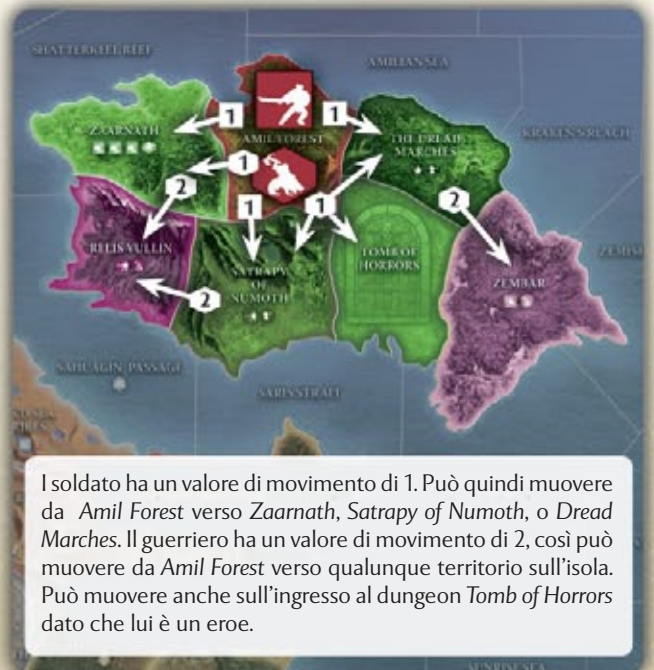 SHATTERKEEL REEF
AMILIAN SEA
ZAARNATH
1
1
AMIL FOREST
THE DREAD
MARCHES
KRAKEN'S REACH
1
2
1
1
2
RELIS VULLIN
SATRAPY
OF
NUMOTH
TOMB OF
HORRORS
ZEMBAR
2
SAHUAGIN PASSAGE
SARIS STRAIT
I soldato ha un valore di movimento di 1. Può quindi muovere
da Amil Forest verso Zaarnath, Satrapy of Numoth, o Dread
Marches. Il guerriero ha un valore di movimento di 2, così può
muovere da Amil Forest verso qualunque territorio sull’isola.
Può muovere anche sull’ingresso al dungeon Tomb of Horrors
dato che lui è un eroe.
SUNRISE SEA